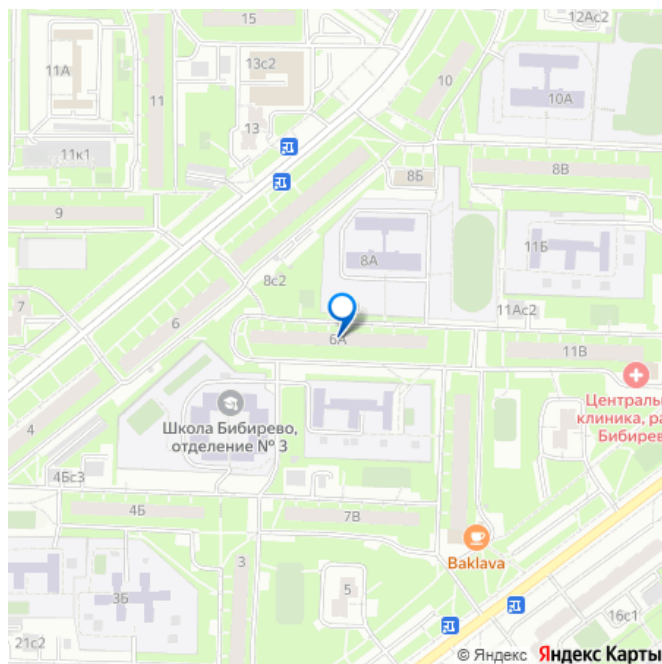 15
12Ас2
11А
13с2
10
10А
11
13
11к1
8Б
8В
9
11Б
8А
8с2
11Ас2
7
6
6А
11В
Централь
клиника, ра
Бибирев
Школа Бибирево,
отделение № 3
4
4Бс3
4Б
7В
Baklava
3
5
3Б
16с1
21с2
© Яндекс Яндекс Карты